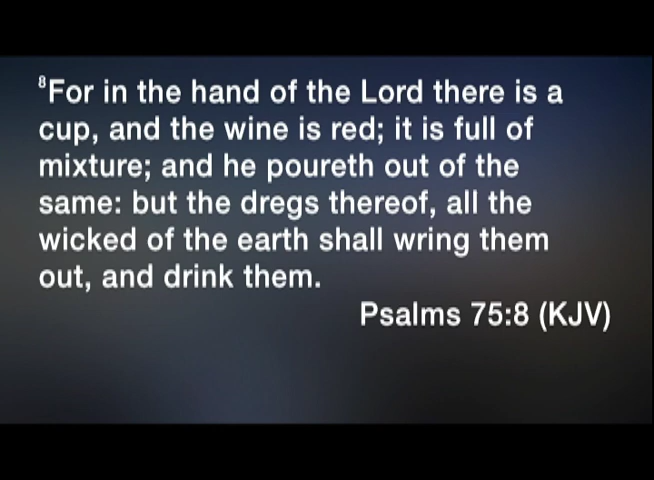 ⁸For in the hand of the Lord there is a
cup, and the wine is red; it is full of
mixture; and he poureth out of the
same: but the dregs thereof, all the
wicked of the earth shall wring them
out, and drink them.
Psalms 75:8 (KJV)